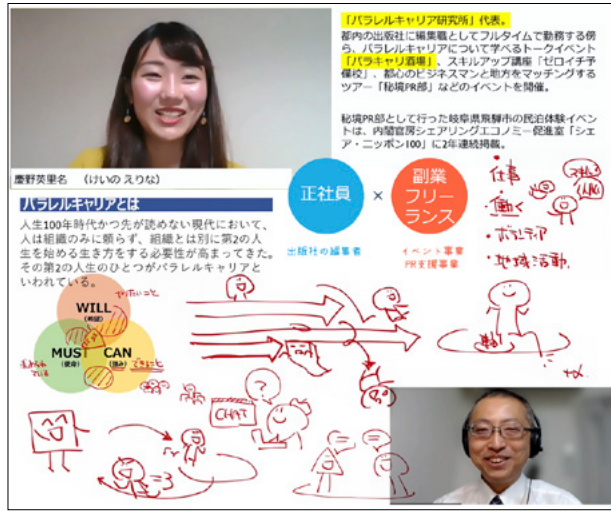 「パラレルキャリア研究所」代表。
都内の出版社に編集職としてフルタイムで勤務する傍
ら、パラレルキャリアについて学べるトークイベント
「パラキャリ酒場」、スキルアップ講座「ゼロイチ予
備校」、都心のビジネスマンと地方をマッチングする
ツアー「秘境PR部」などのイベントを開催。
秘境PR部として行った岐阜県飛騨市の民泊体験イベン
トは、内閣官房シェアリングエコノミー促進室「シェ
ア・ニッポン100」に2年連続掲載。
慶野英里名 （けいの えりな）
パラレルキャリアとは
人生100年時代かつ先が読めない現代において、
人は組織のみに頼らず、組織とは別に第2の人
生を始める生き方をする必要性が高まってきた。
その第2の人生のひとつがパラレルキャリアと
いわれている。
正社員
×
副業
フリー
ランス
出版社の編集者
イベント事業
PR支援事業
・仕事
・働く
・ボランティア
・地域活動
WILL
(希望)
やりたいこと
MUST
(使命)
CAN
(強み)
できること
CHAT
?